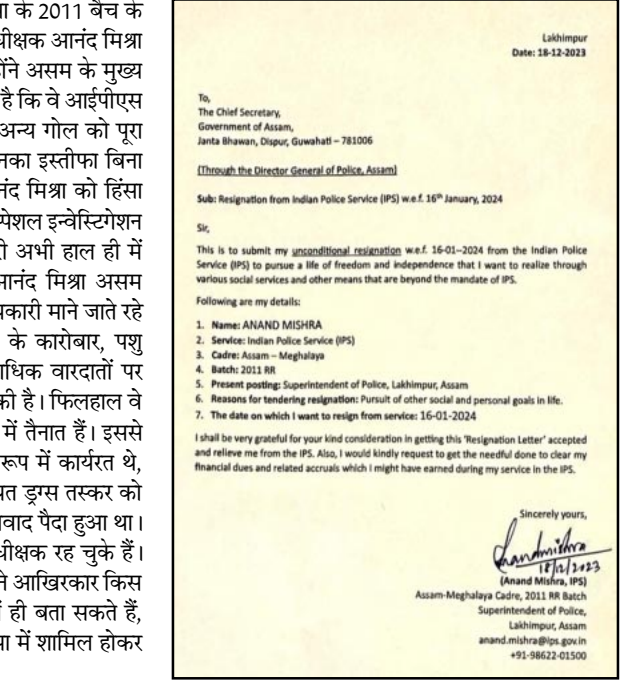 ा के 2011 बैच के
धीक्षक आनंद मिश्रा
होंने असम के मुख्य
है कि वे आईपीएस
अन्य गोल को पूरा
नका इस्तीफा बिना
नंद मिश्रा को हिंसा
पेशल इन्वेस्टिगेशन
री अभी हाल ही में
आनंद मिश्रा असम
धकारी माने जाते रहे
के कारोबार, पशु
राधिक वारदातों पर
की है। फिलहाल वे
में तैनात हैं। इससे
रूप में कार्यरत थे,
थित ड्रग्स तस्कर को
वाद पैदा हुआ था।
धीक्षक रह चुके हैं।
ने आखिरकार किस
ं ही बता सकते हैं,
ा में शामिल होकर
Lakhimpur
Date: 18-12-2023
To,
The Chief Secretary,
Government of Assam,
Janta Bhawan, Dispur, Guwahati – 781006
(Through the Director General of Police, Assam)
Sub: Resignation from Indian Police Service (IPS) w.e.f. 16th January, 2024
Sir,
This is to submit my unconditional resignation w.e.f. 16-01–2024 from the Indian Police
Service (IPS) to pursue a life of freedom and independence that I want to realize through
various social services and other means that are beyond the mandate of IPS.
Following are my details:
1. Name: ANAND MISHRA
2. Service: Indian Police Service (IPS)
3. Cadre: Assam – Meghalaya
4. Batch: 2011 RR
5. Present posting: Superintendent of Police, Lakhimpur, Assam
6. Reasons for tendering resignation: Pursuit of other social and personal goals in life.
7. The date on which I want to resign from service: 16-01-2024
I shall be very grateful for your kind consideration in getting this 'Resignation Letter' accepted
and relieve me from the IPS. Also, I would kindly request to get the needful done to clear my
financial dues and related accruals which I might have earned during my service in the IPS.
Sincerely yours,
Anandmishra
18/12/2023
(Anand Mishra, IPS)
Assam-Meghalaya Cadre, 2011 RR Batch
Superintendent of Police,
Lakhimpur, Assam
anand.mishra@ips.gov.in
+91-98622-01500